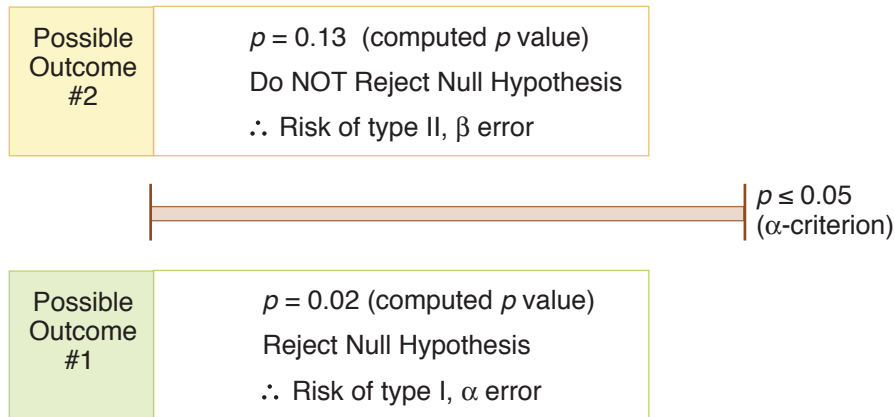 Possible
Outcome
#2
p = 0.13 (computed p value)
Do NOT Reject Null Hypothesis
∴ Risk of type II, β error
p ≤ 0.05
(α-criterion)
Possible
Outcome
#1
p = 0.02 (computed p value)
Reject Null Hypothesis
∴ Risk of type I, α error